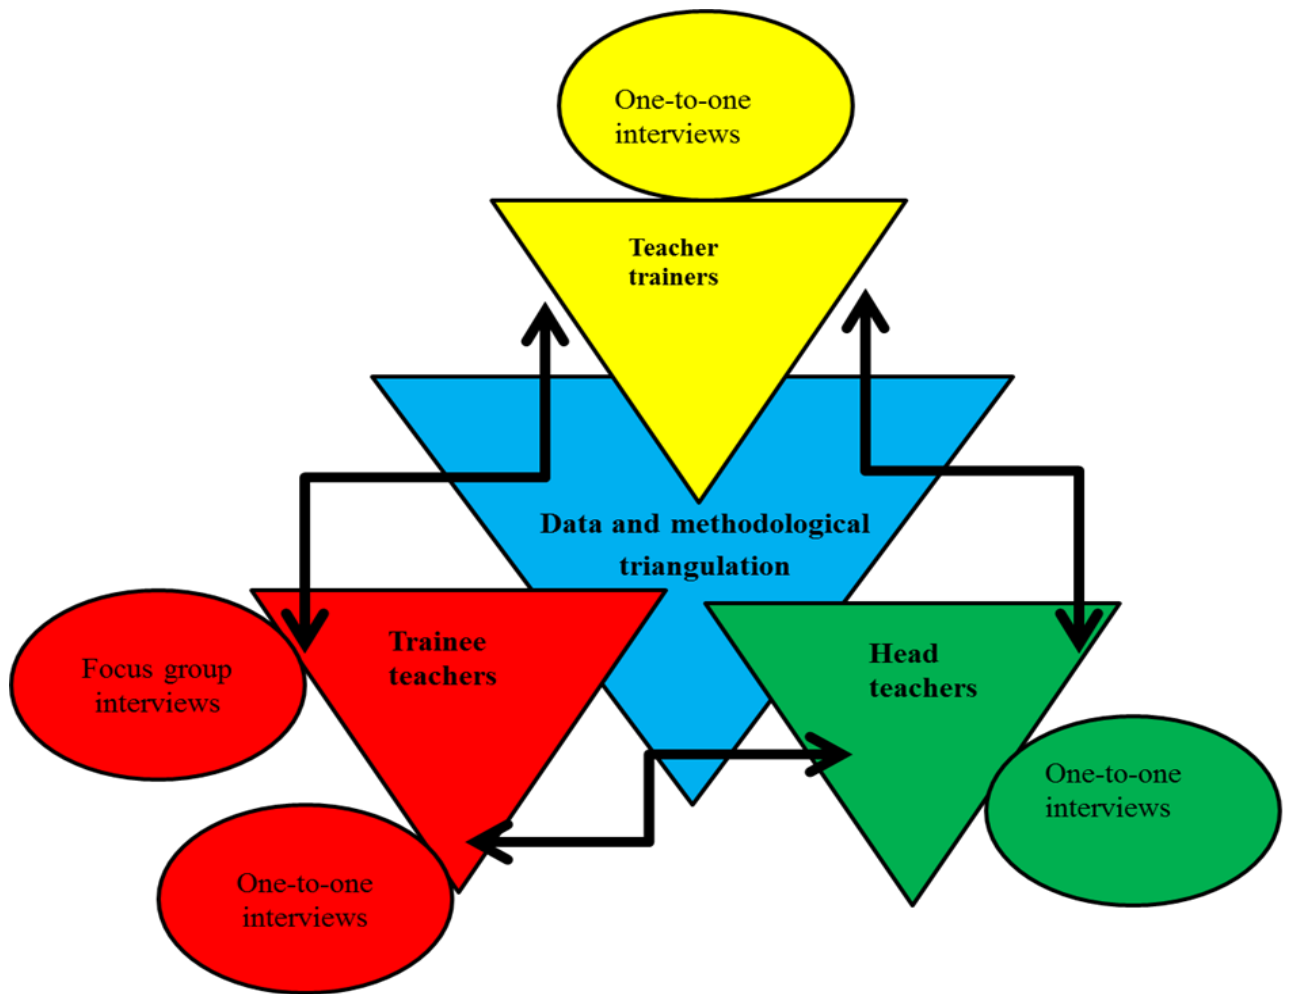 One-to-one
interviews
Teacher
trainers
Data and methodological
triangulation
Trainee
teachers
Head
teachers
Focus group
interviews
One-to-one
interviews
One-to-one
interviews